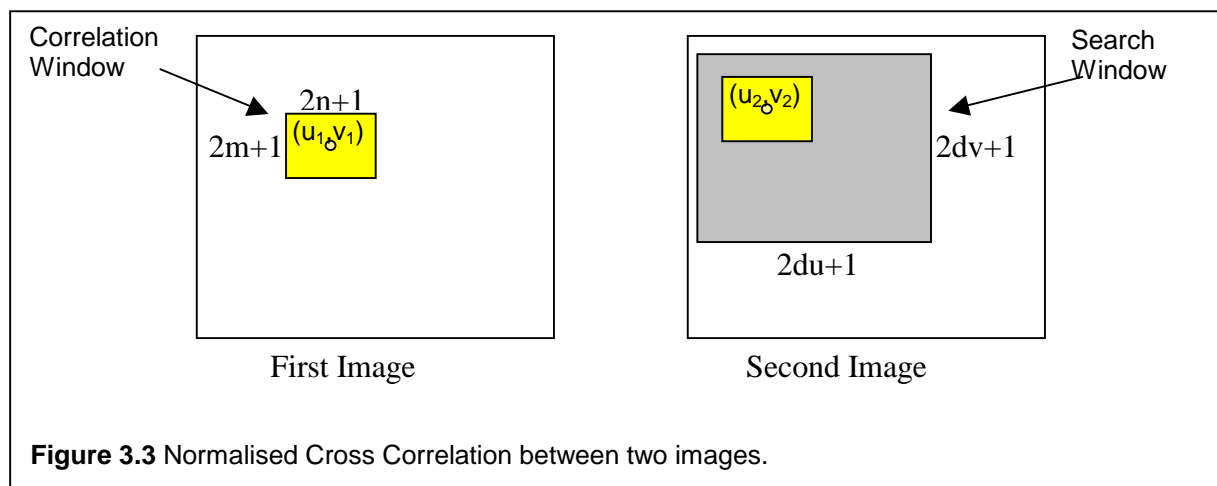 Correlation
Window
2n+1
(u₁,v₁)
2m+1
First Image
Search
Window
(u₂,v₂)
2dv+1
2du+1
Second Image
Figure 3.3 Normalised Cross Correlation between two images.